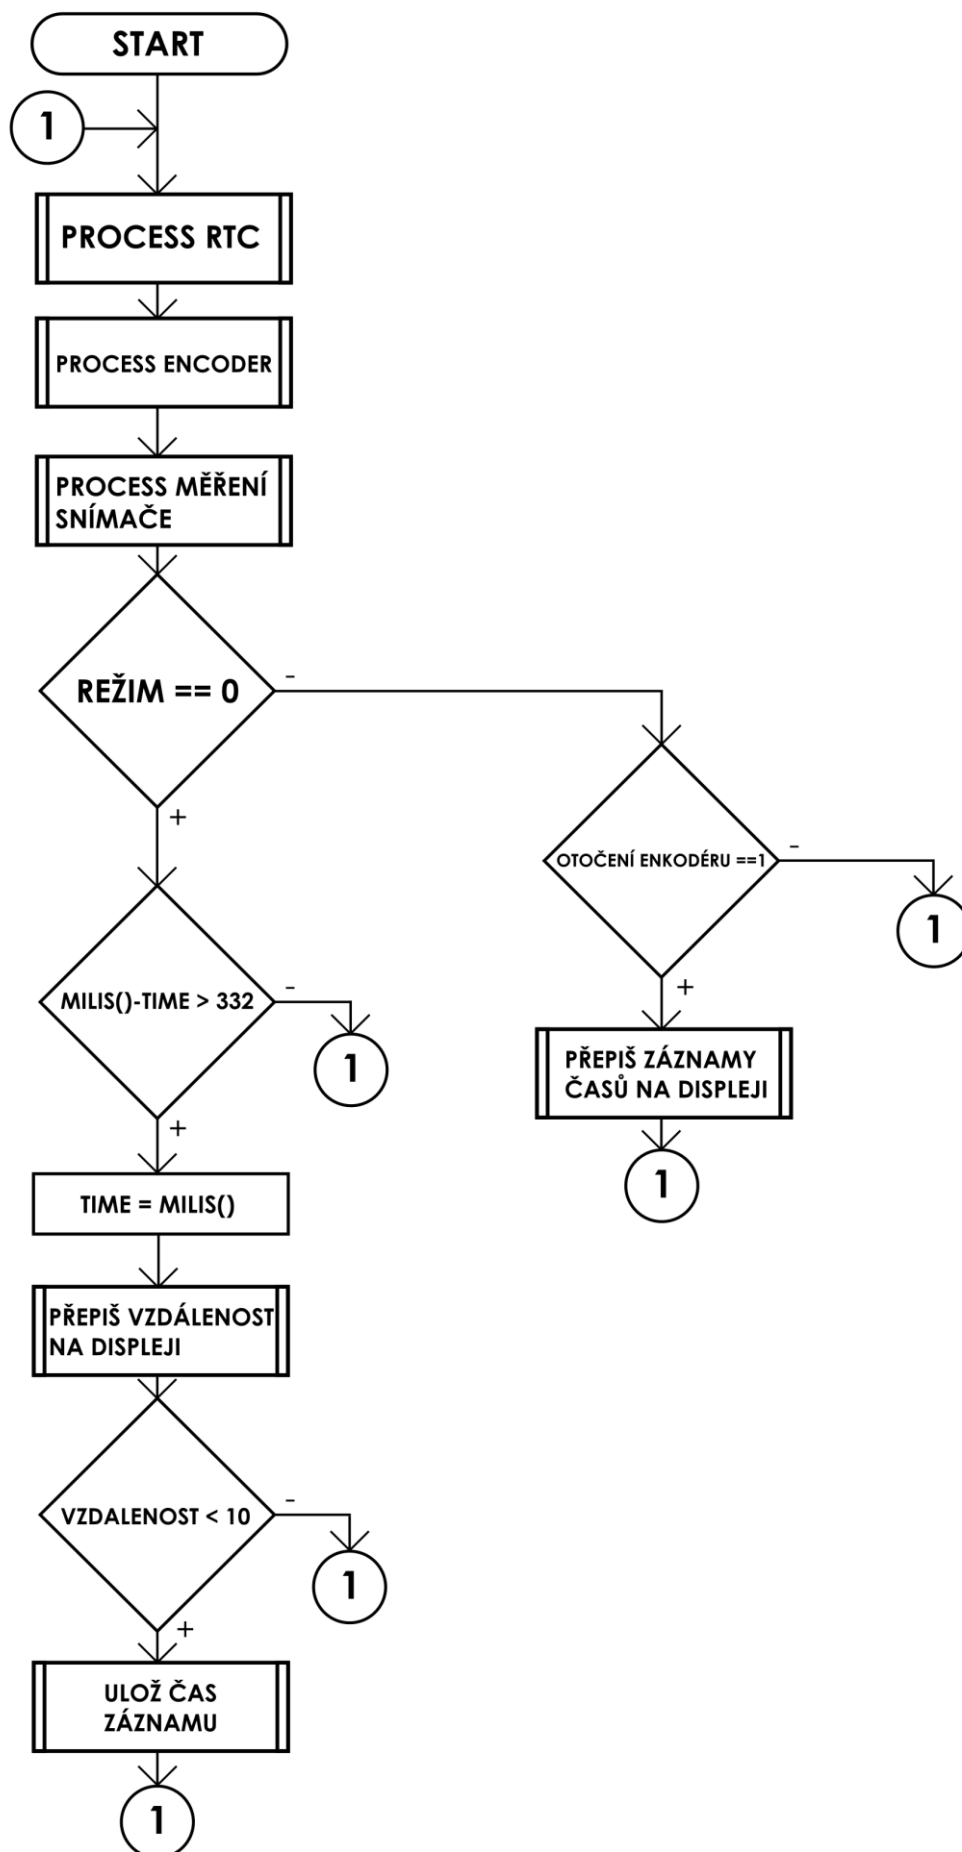 START
1
PROCESS RTC
PROCESS ENCODER
PROCESS MĚŘENÍ
SNÍMAČE
REŽIM == 0
-
+
OTOČENÍ ENKODÉRU ==1
-
1
+
PŘEPIŠ ZÁZNAMY
ČASŮ NA DISPLEJI
1
MILIS()-TIME > 332
-
1
+
TIME = MILIS()
PŘEPIŠ VZDÁLENOST
NA DISPLEJI
VZDALENOST < 10
-
1
+
ULOŽ ČAS
ZÁZNAMU
1